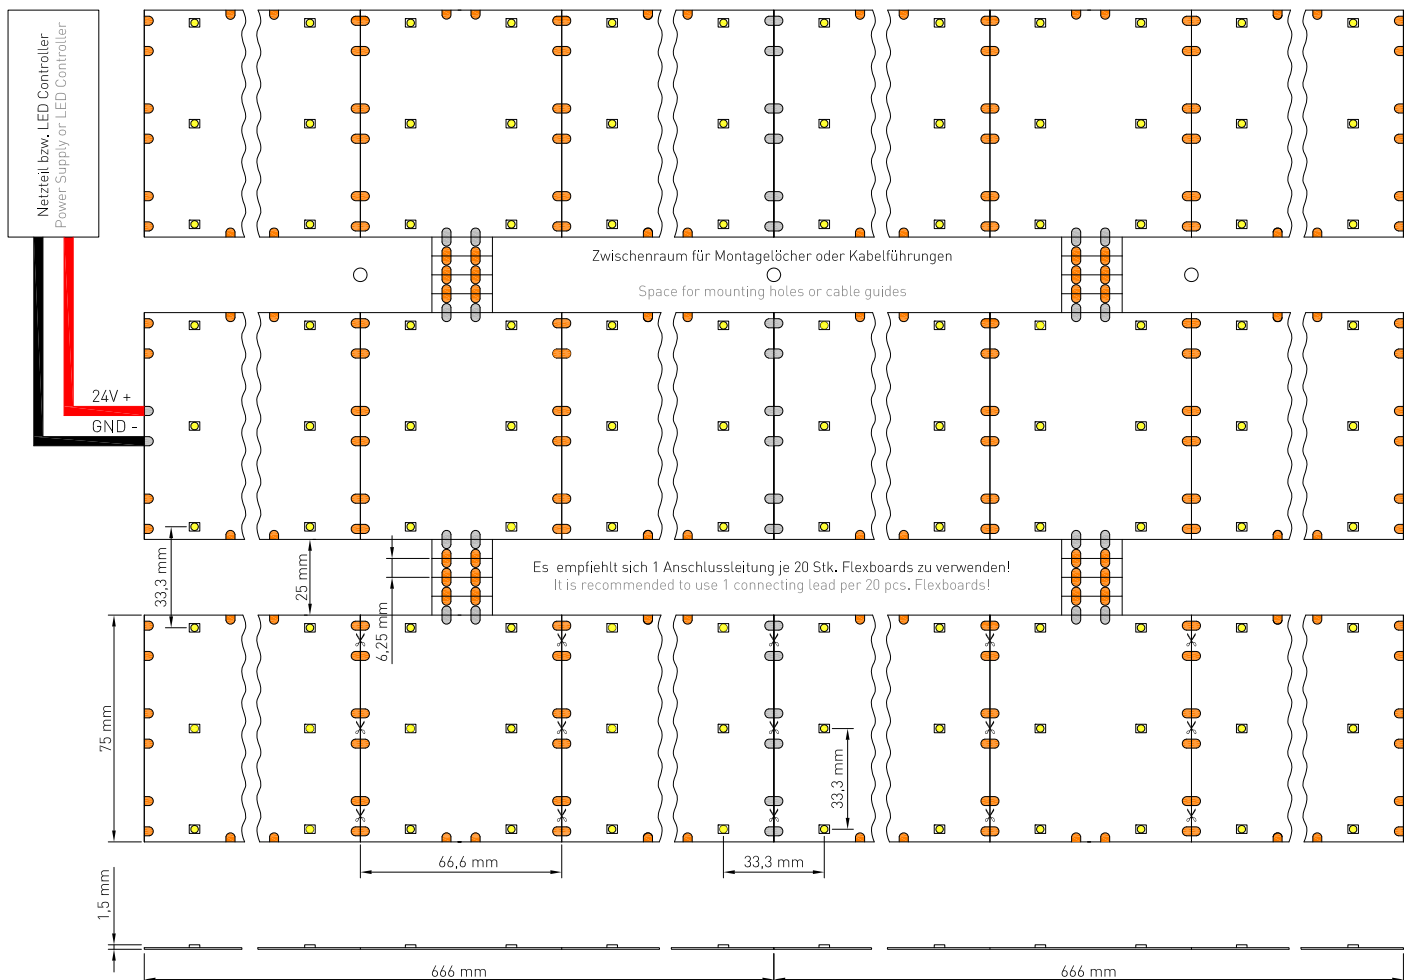 Netzteil bzw. LED Controller
Power Supply or LED Controller
Zwischenraum für Montagelöcher oder Kabelführungen
Space for mounting holes or cable guides
24V +
GND -
33,3 mm
25 mm
6,25 mm
Es empfiehlt sich 1 Anschlussleitung je 20 Stk. Flexboards zu verwenden!
It is recommended to use 1 connecting lead per 20 pcs. Flexboards!
75 mm
33,3 mm
66,6 mm
33,3 mm
1,5 mm
666 mm
666 mm